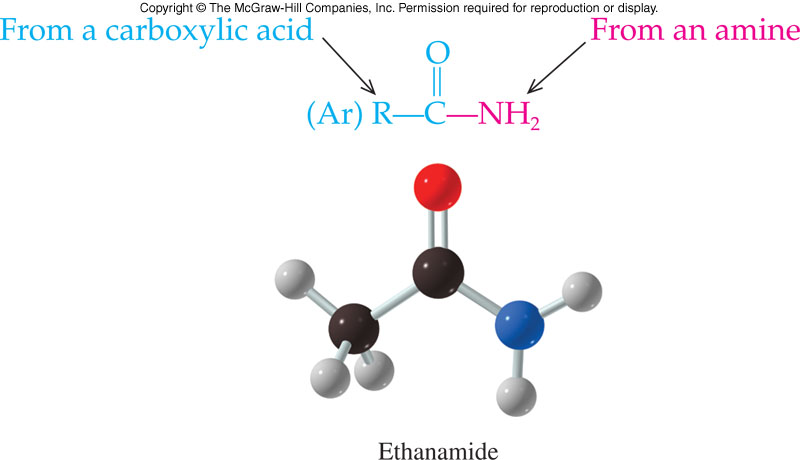 Copyright © The McGraw-Hill Companies, Inc. Permission required for reproduction or display.
From a carboxylic acid From an amine
O
(Ar) R—C—NH₂
Ethanamide